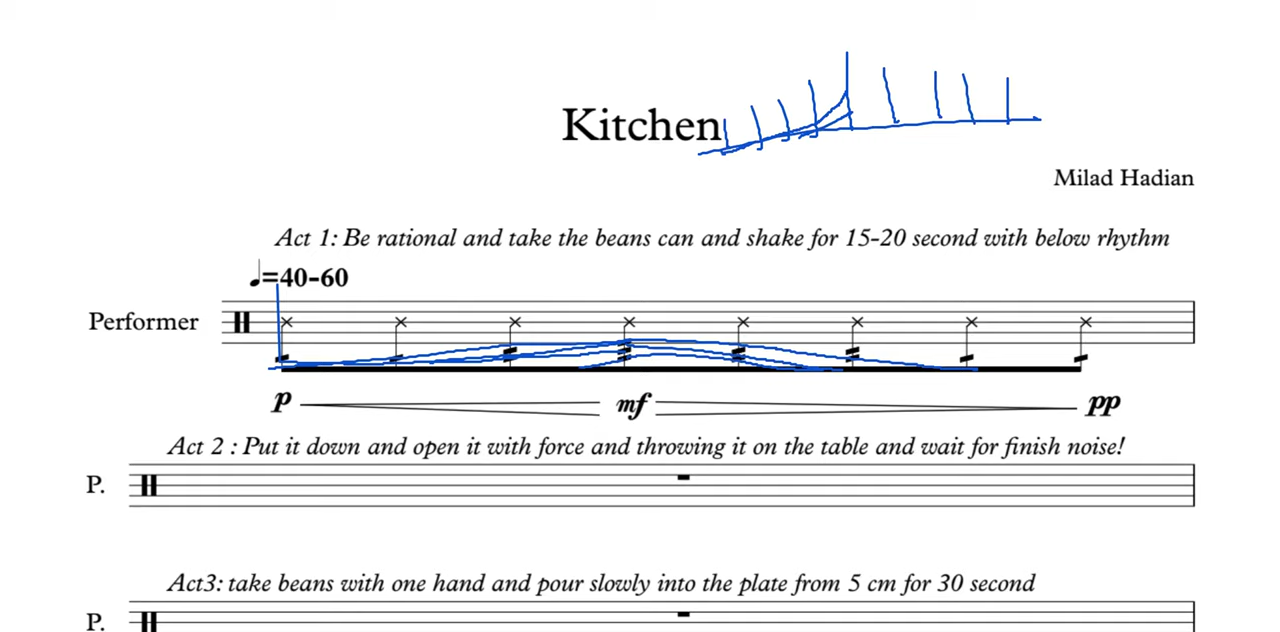 Kitchen
Milad Hadian
Act 1: Be rational and take the beans can and shake for 15-20 second with below rhythm
♩=40-60
Performer
p mf pp
Act 2 : Put it down and open it with force and throwing it on the table and wait for finish noise!
P.
Act3: take beans with one hand and pour slowly into the plate from 5 cm for 30 second
P.